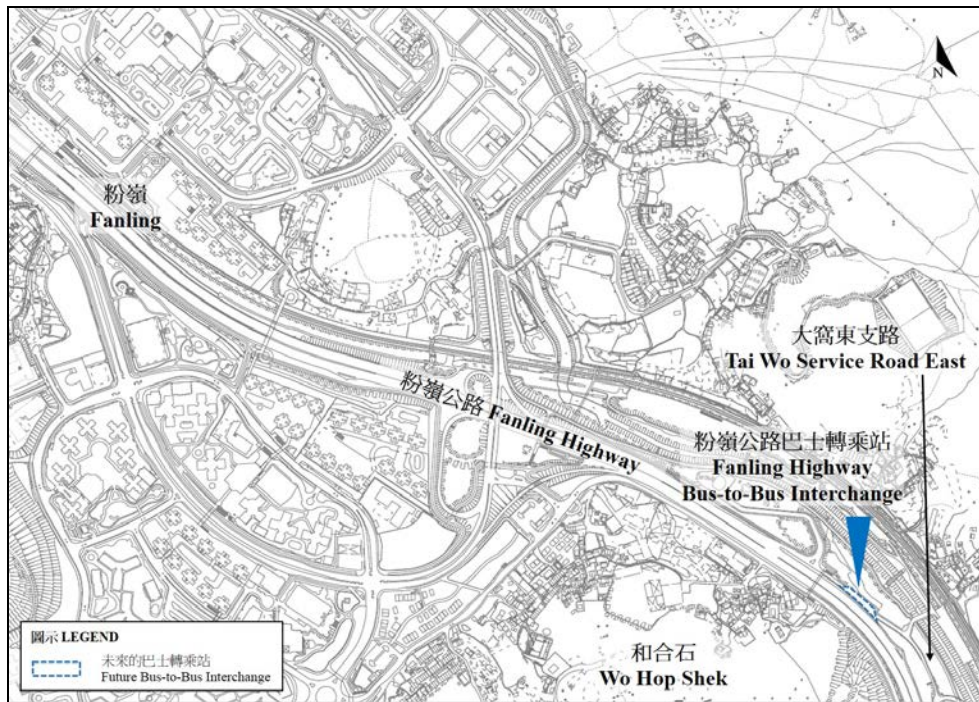 N
粉嶺
Fanling
大窩東支路
Tai Wo Service Road East
粉嶺公路 Fanling Highway
粉嶺公路巴士轉乘站
Fanling Highway
Bus-to-Bus Interchange
和合石
Wo Hop Shek
圖示 LEGEND
未來的巴士轉乘站
Future Bus-to-Bus Interchange